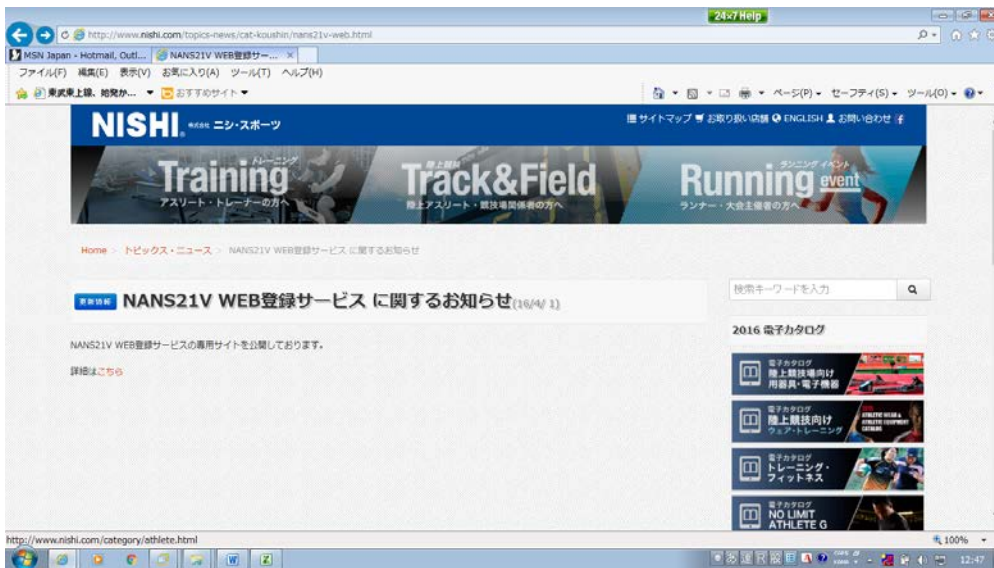 24×7 Help
http://www.nishi.com/topics-news/cat-koushin/nans21v-web.html
MSN Japan - Hotmail, Outl...
NANS21V WEB登録サー...
ファイル(F) 編集(E) 表示(V) お気に入り(A) ツール(T) ヘルプ(H)
東武東上線、始発か...
おすすめサイト
ページ(P) セーフティ(S) ツール(O)
NISHI 株式会社 ニシ・スポーツ
サイトマップ お取り扱い店舗 ENGLISH お問い合わせ
トレーニング
Training
アスリート・トレーナーの方へ
陸上競技
Track&Field
陸上アスリート・競技場関係者の方へ
ランニング イベント
Running event
ランナー・大会主催者の方へ
Home > トピックス・ニュース > NANS21V WEB登録サービス に関するお知らせ
更新情報 NANS21V WEB登録サービス に関するお知らせ(16/4/ 1)
検索キーワードを入力
NANS21V WEB登録サービスの専用サイトを公開しております。
詳細はこちら
2016 電子カタログ
電子カタログ
陸上競技場向け
用器具・電子機器
電子カタログ
陸上競技向け
ウェア・トレーニング
電子カタログ
トレーニング・
フィットネス
電子カタログ
NO LIMIT
ATHLETE G
http://www.nishi.com/category/athlete.html
100%
12:47